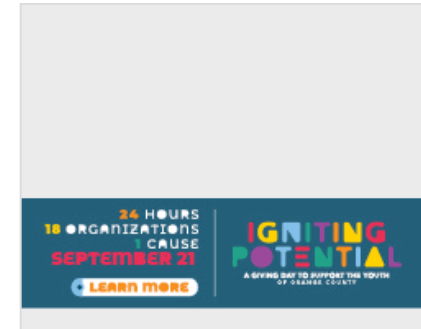 24 HOURS
18 ORGANIZATIONS
1 CAUSE
SEPTEMBER 21
LEARN MORE
IGNITING
POTENTIAL
A GIVING DAY TO SUPPORT THE YOUTH
OF ORANGE COUNTY